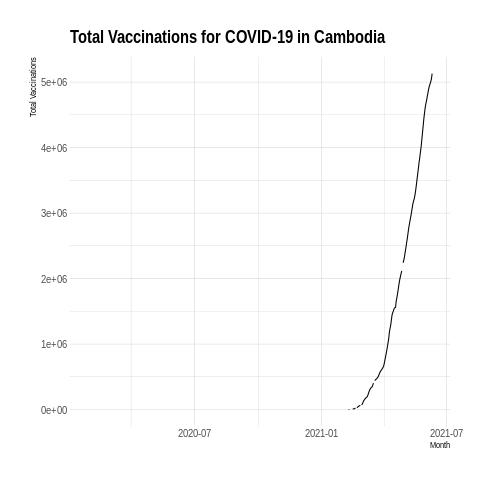 Total Vaccinations for COVID-19 in Cambodia
Total Vaccinations
5e+06
4e+06
3e+06
2e+06
1e+06
0e+00
2020-07
2021-01
2021-07
Month